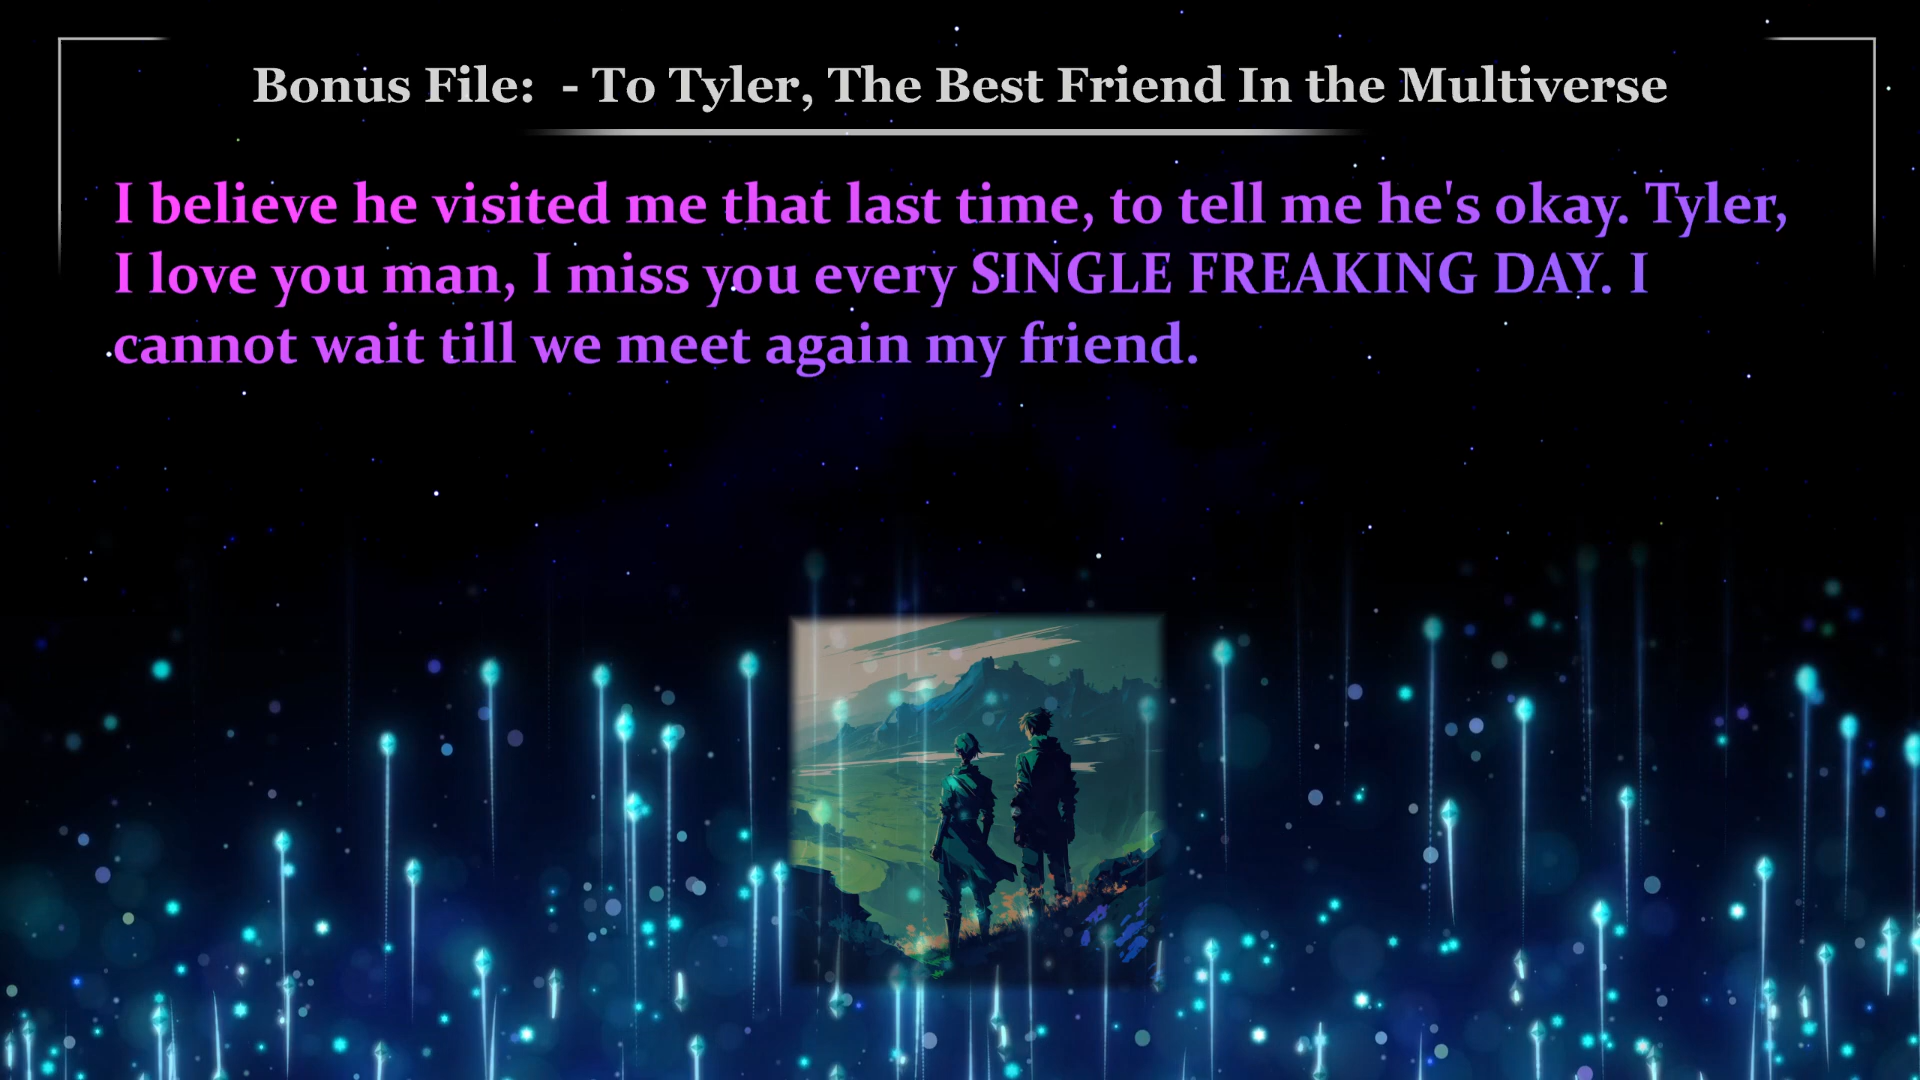 Bonus File:  - To Tyler, The Best Friend In the Multiverse
I believe he visited me that last time, to tell me he's okay. Tyler,
I love you man, I miss you every SINGLE FREAKING DAY. I
cannot wait till we meet again my friend.